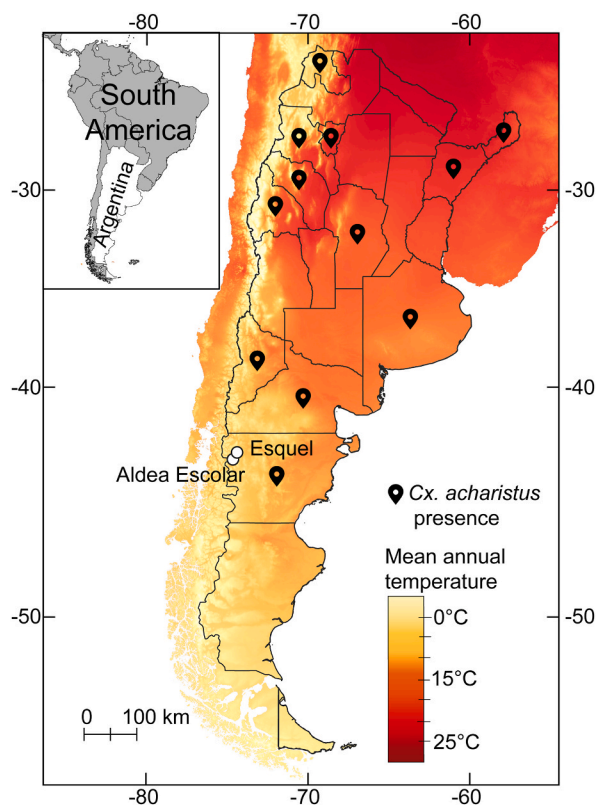 -80 -70 -60
South
America
Argentina
-30 -30
-40 -40
Esquel
Aldea Escolar
Cx. acharistus
presence
Mean annual
temperature
0°C
15°C
25°C
-50 -50
0 100 km
-80 -70 -60